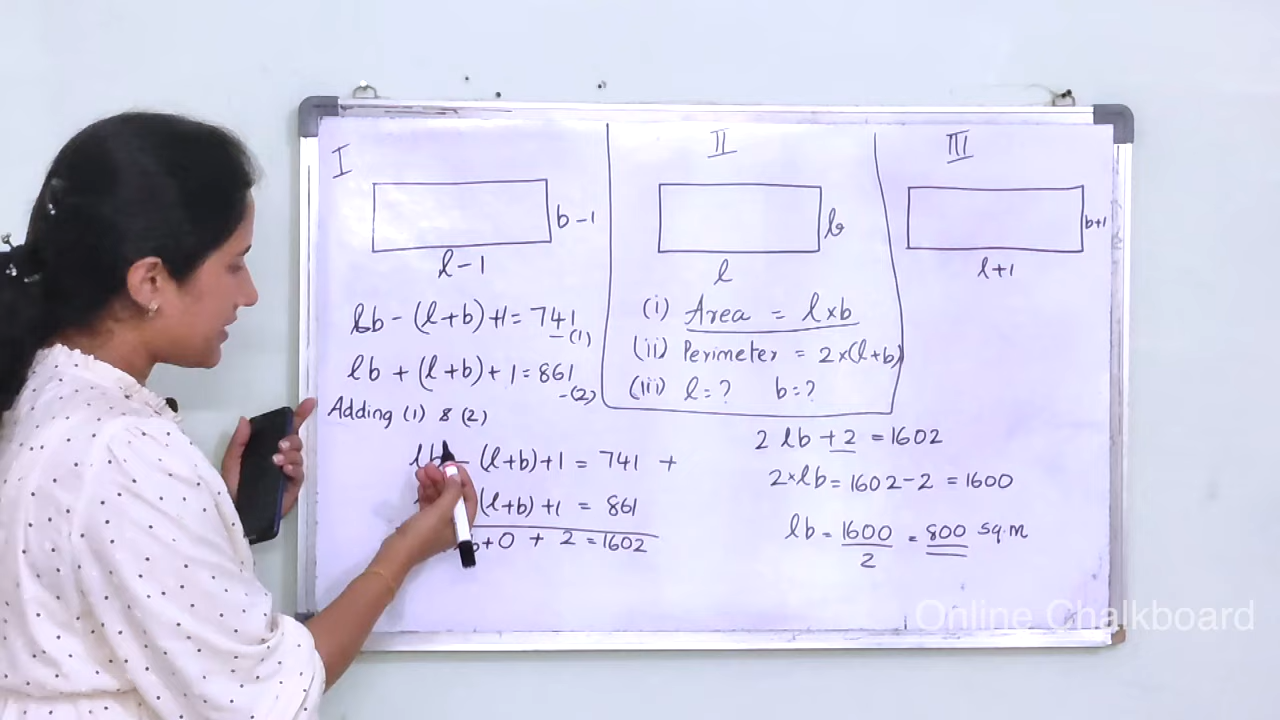 I
b-1
l-1
lb - (l+b)+1 = 741
-(1)
lb + (l+b)+1 = 861
-(2)
Adding (1) & (2)
lb - (l+b)+1 = 741 +
(l+b)+1 = 861
+0 + 2 = 1602
II
b
l
(i) Area = l×b
(ii) Perimeter = 2×(l+b)
(iii) l=? b=?
III
b+1
l+1
2 lb + 2 = 1602
2×lb = 1602-2 = 1600
lb = 1600/2 = 800 sq.m
Online Chalkboard